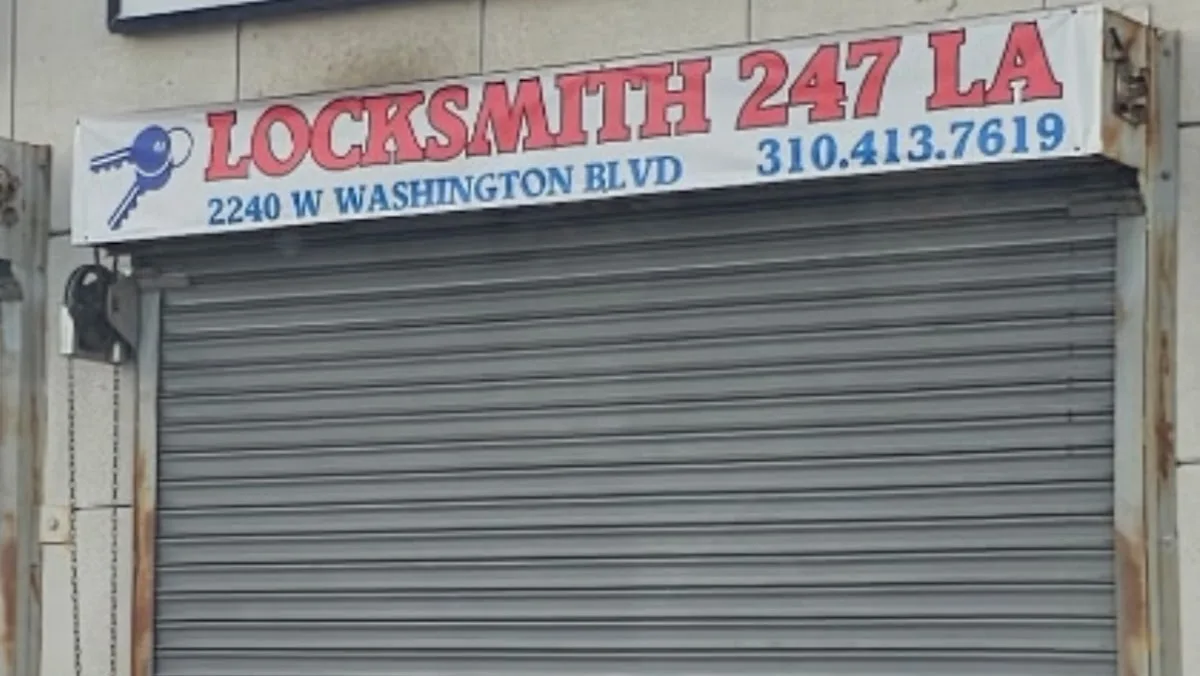 LOCKSMITH 247 LA
2240 W WASHINGTON BLVD 310.413.7619